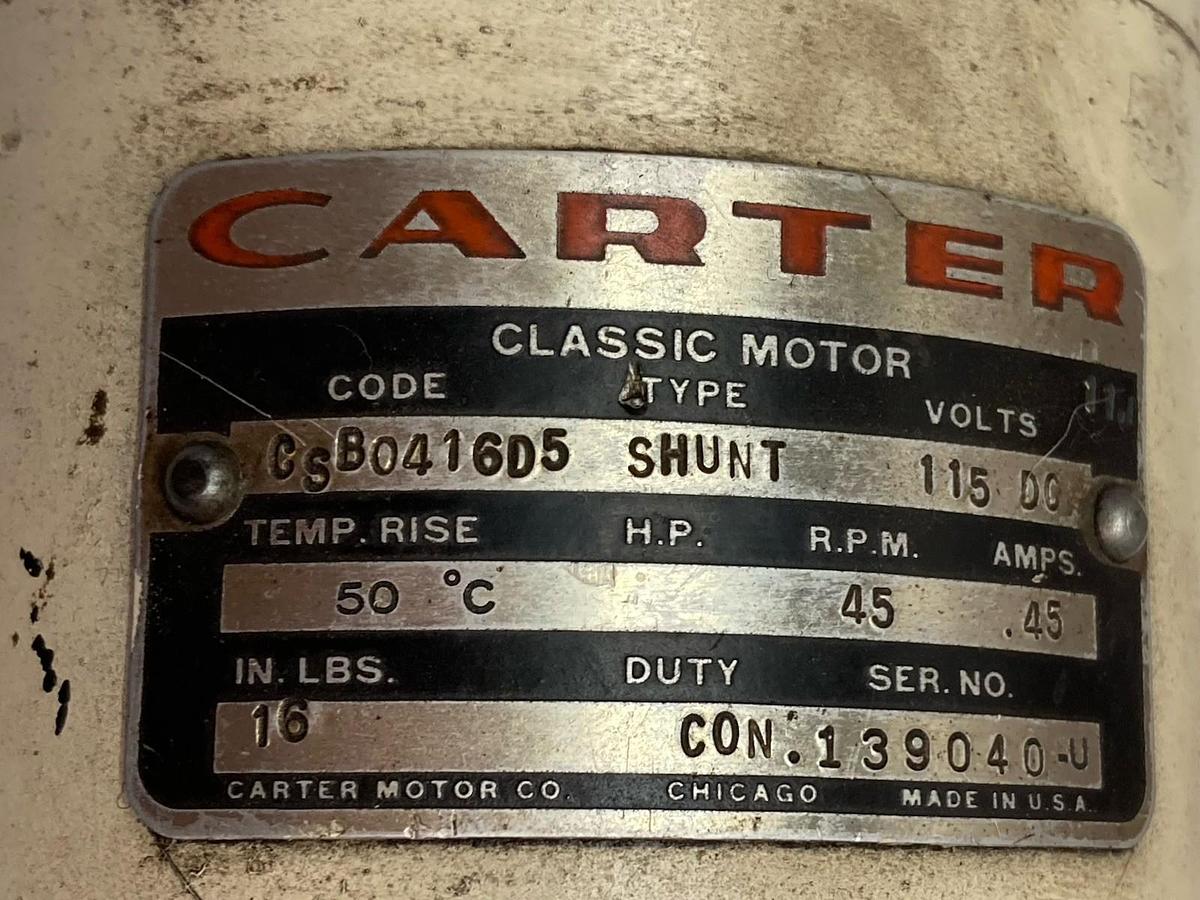 CARTER
CLASSIC MOTOR
CODE TYPE VOLTS
CSB0416D5 SHUNT 115 DC
TEMP. RISE H.P. R.P.M. AMPS.
50 °C 45 .45
IN. LBS. DUTY SER. NO.
16 CON. 139040-U
CARTER MOTOR CO. CHICAGO MADE IN U.S.A.